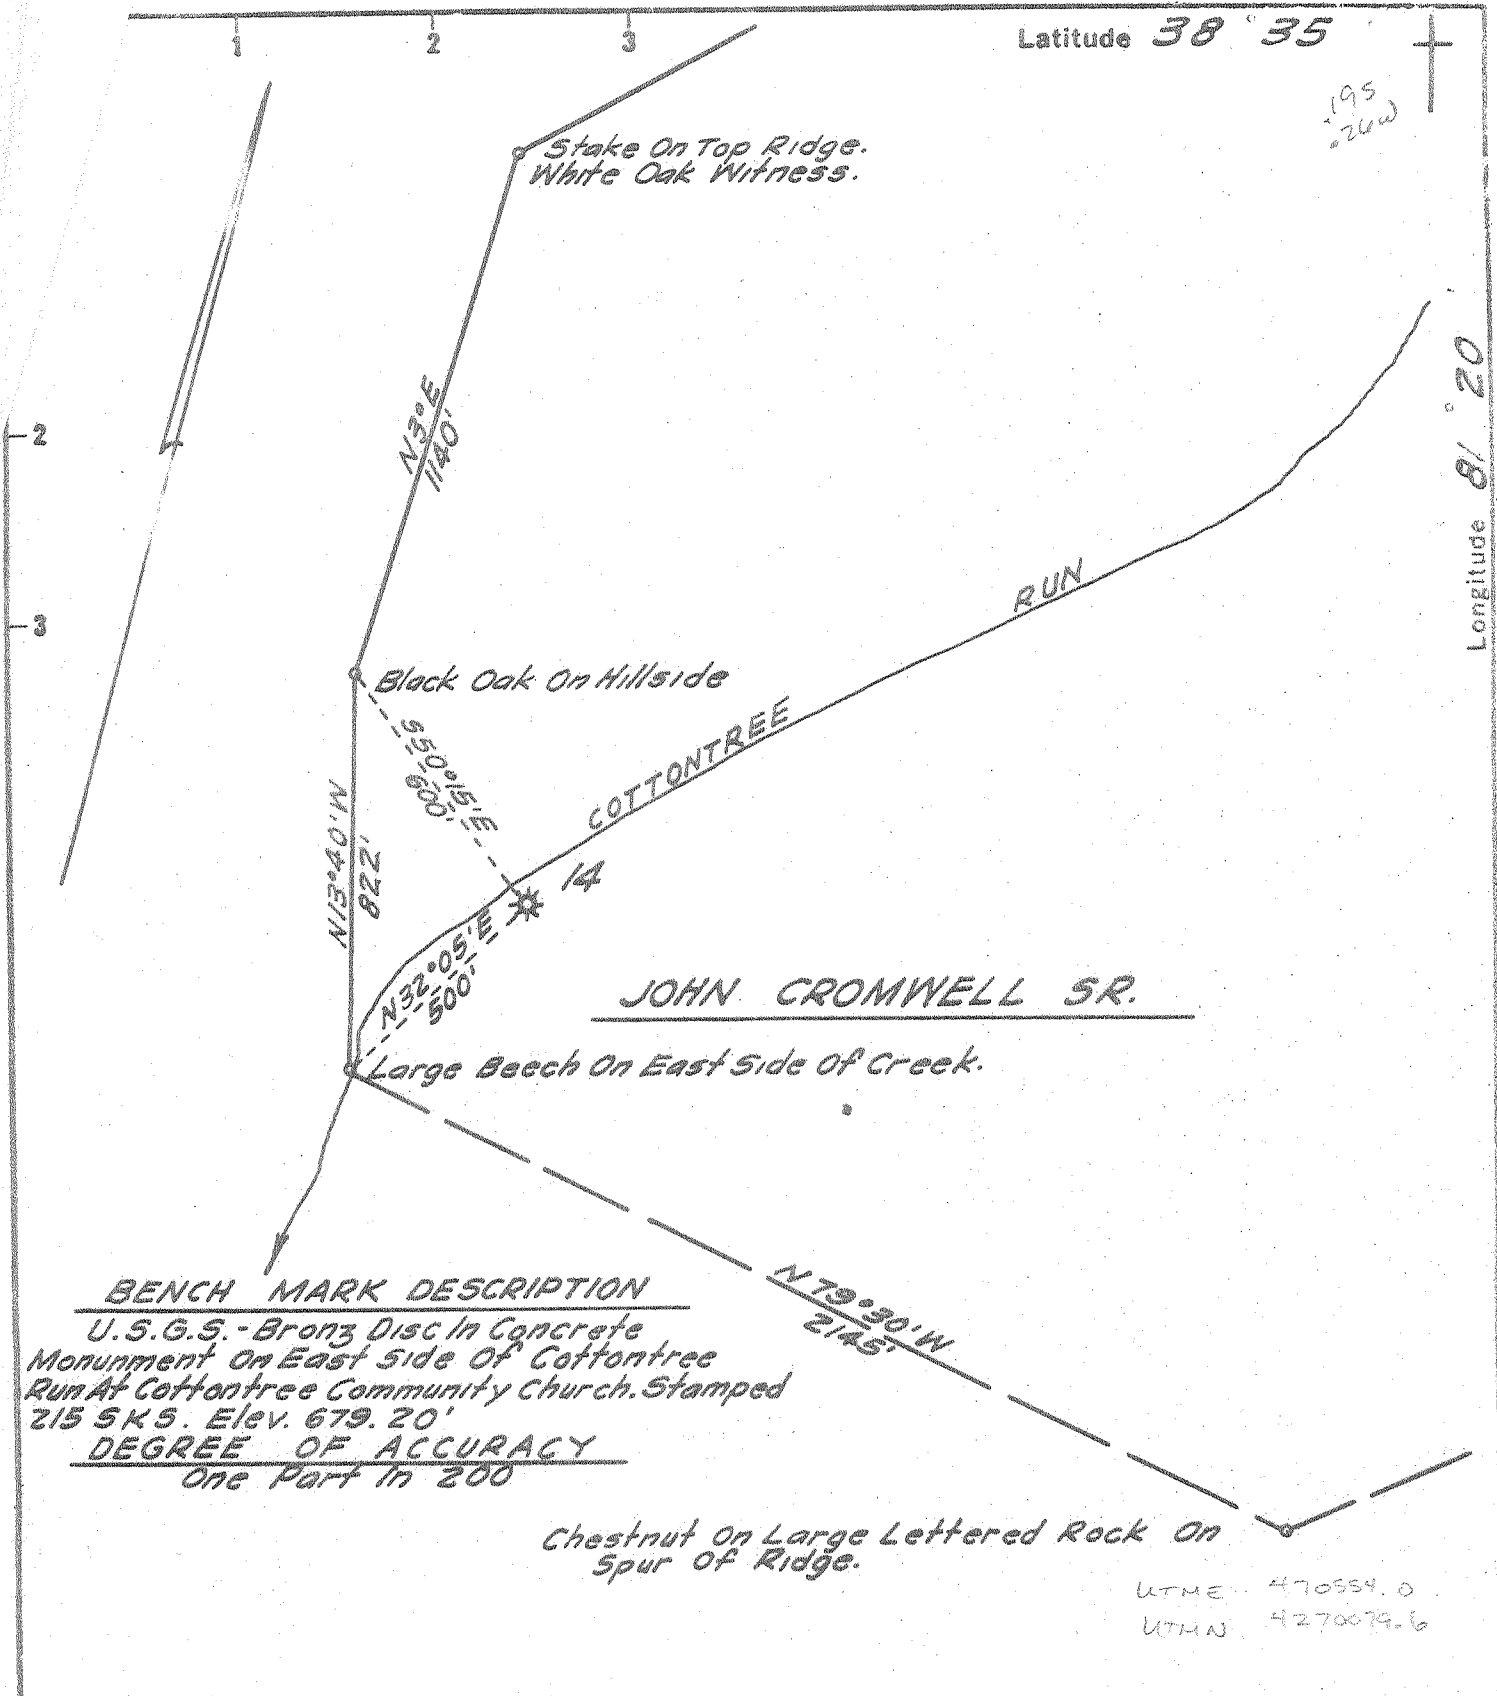 1
2
3
Latitude 38 ° 35 '
.19S
.26W
Stake On Top Ridge.
White Oak Witness.
Longitude 81 ° 20 '
2
N3°E
1140'
3
RUN
Black Oak On Hillside
S50°15'E
600'
COTTONTREE
N13°40'W
822'
14
N32°05'E
500'
JOHN CROMWELL SR.
Large Beech On East Side Of Creek.
BENCH MARK DESCRIPTION
U.S.G.S.-Bronz Disc In Concrete
Monunment On East Side Of Cottontree
Run At Cottontree Community Church. Stamped
215 SKS. Elev. 679.20'
DEGREE OF ACCURACY
One Part In 200
N79°30'W
2145'
Chestnut On Large Lettered Rock On
Spur Of Ridge.
UTME 470554.0
UTMN 4270079.6